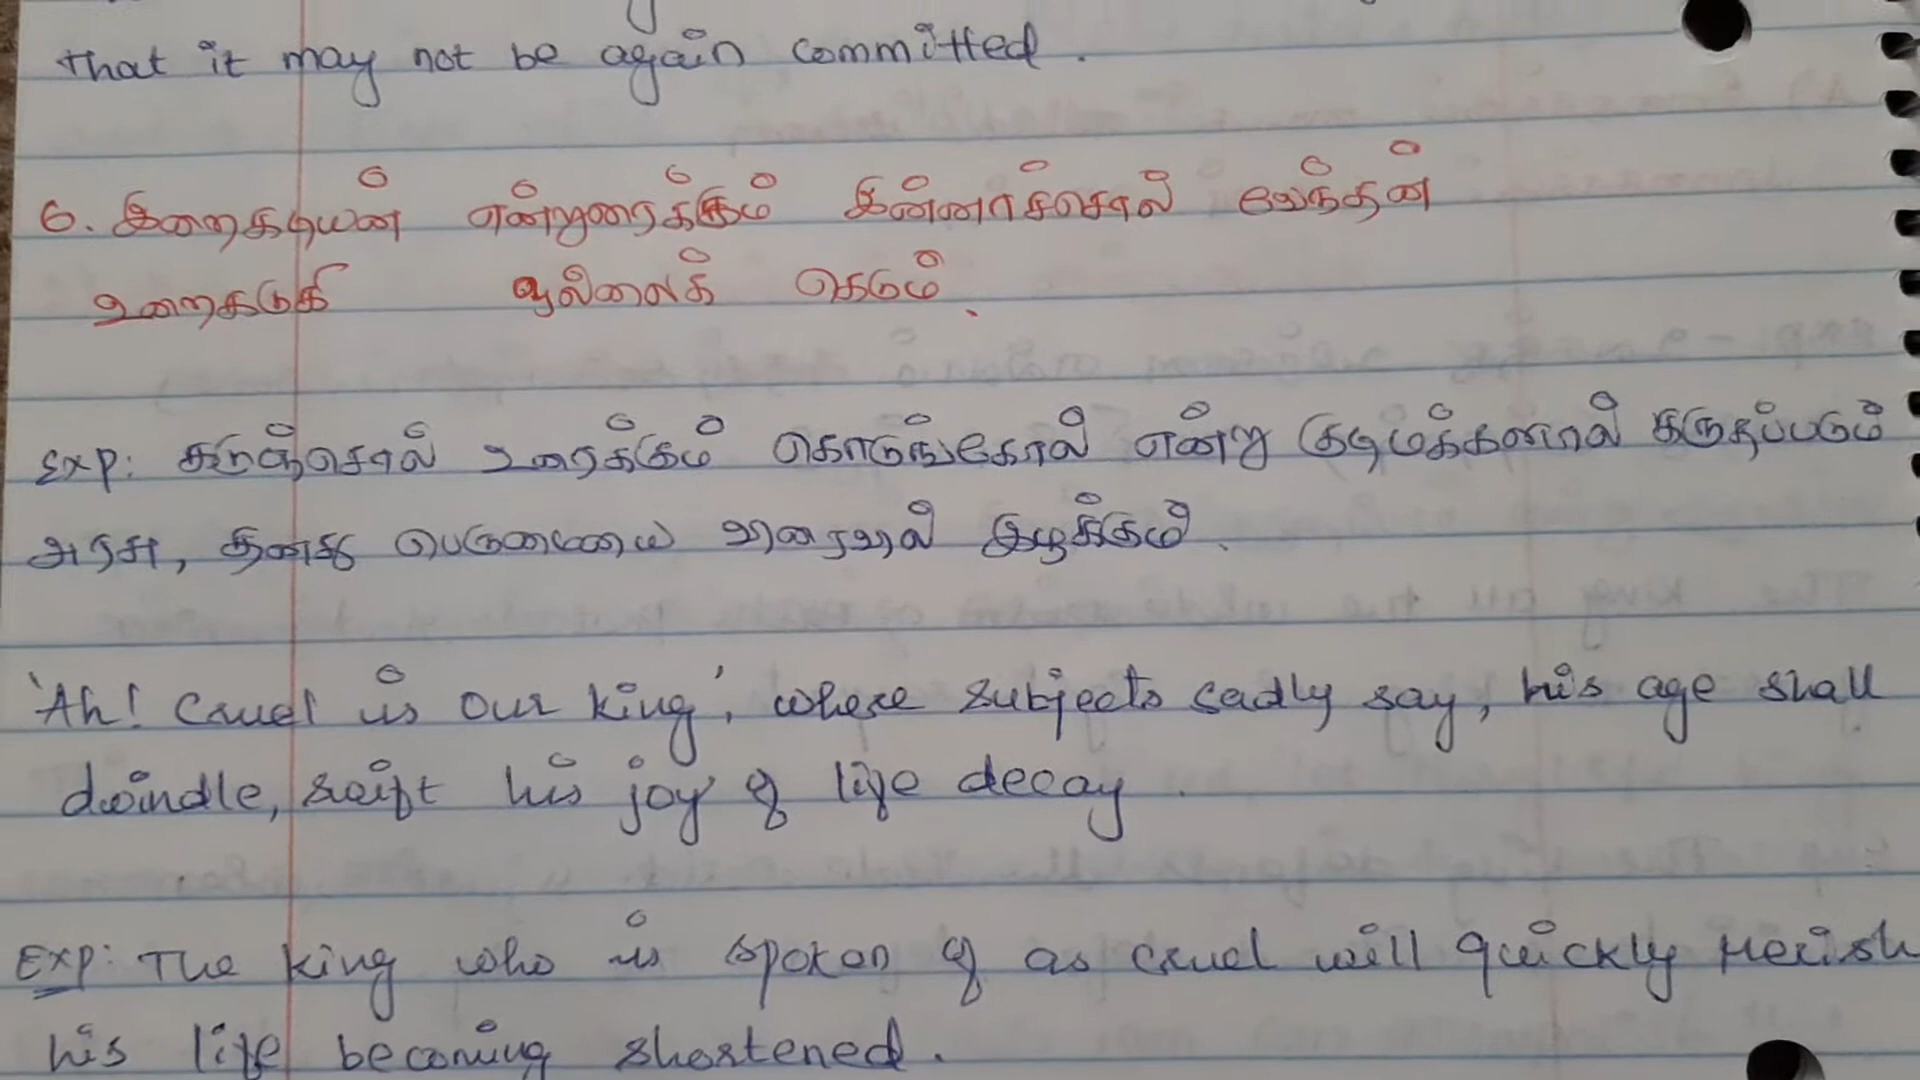 That it may not be again committed.
6. இறைகடியன் என்றுரைக்கும் இன்னாச்சொல் வேந்தன்
உறைகடுகி ஒல்லைக் கெடும்.
Exp: கடுஞ்சொல் உரைக்கும் கொடுங்கோல் என்று குடிமக்களால் கருதப்படும்
அரசு, தனது பெருமையை விரைவில் இழக்கும்.
'Ah! Cruel is our king', where subjects sadly say, his age shall
dwindle, swift his joy of life decay.
Exp: The king who is spoken of as cruel will quickly perish
his life becoming shortened.